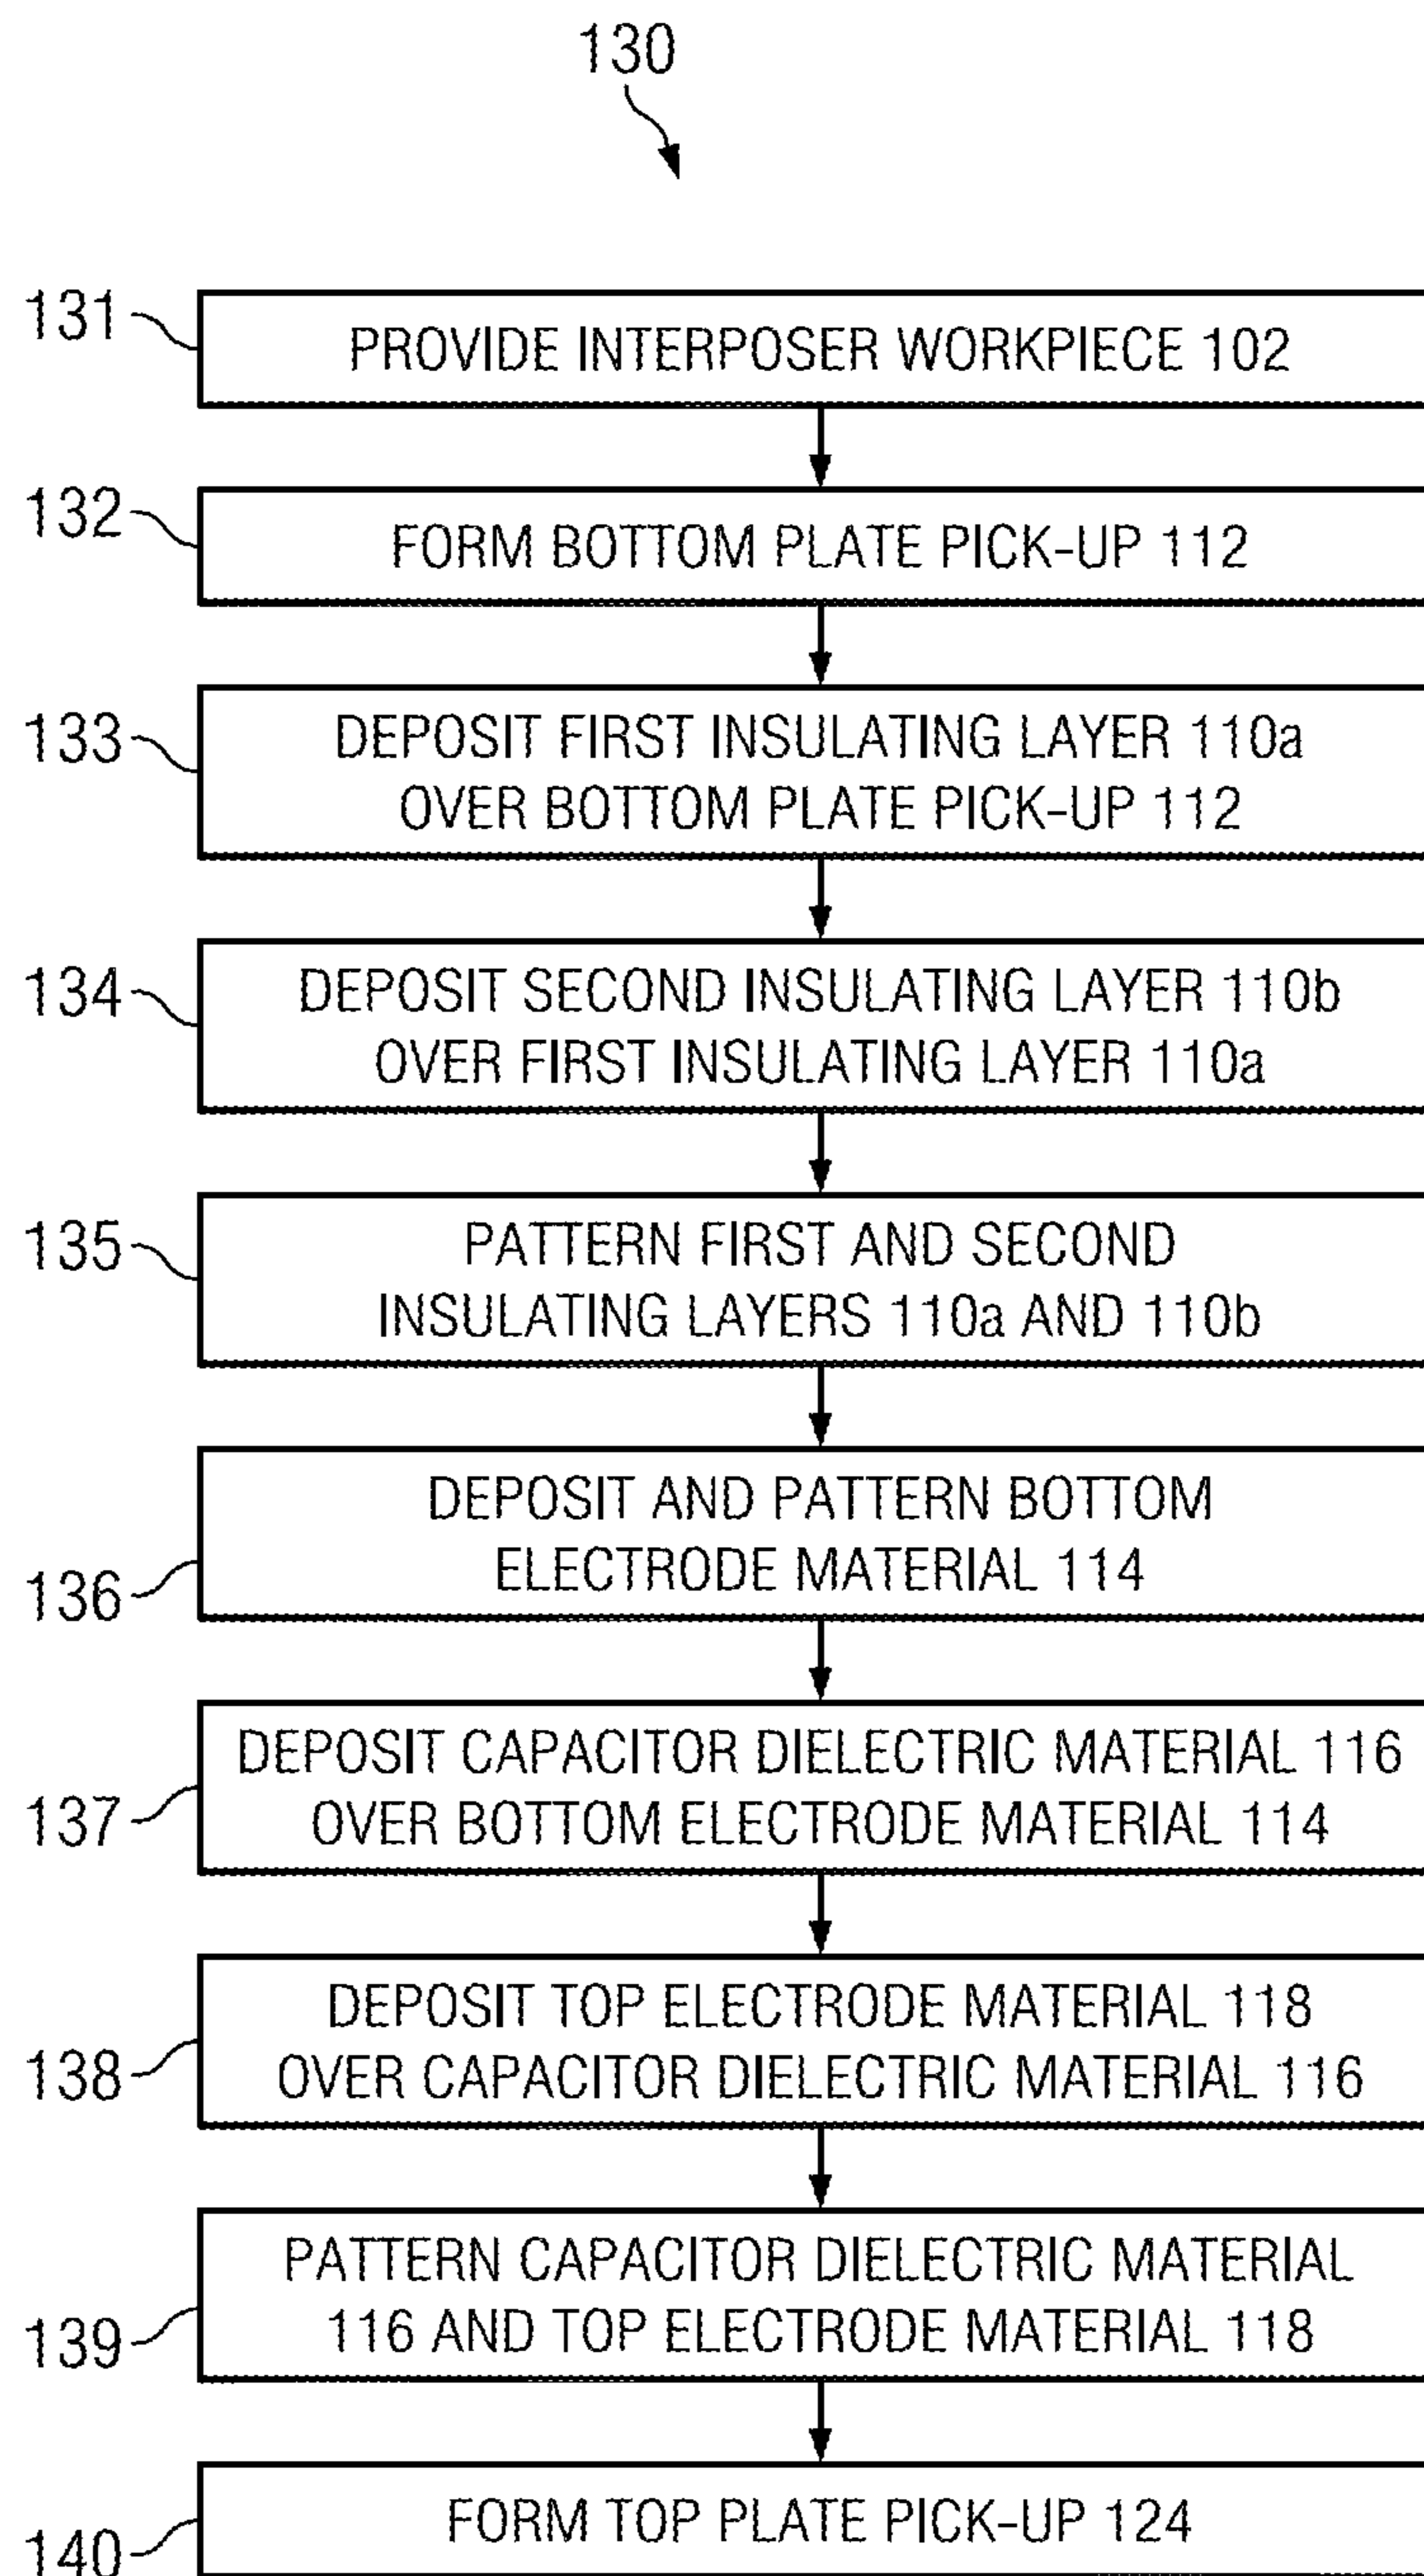 130
131
PROVIDE INTERPOSER WORKPIECE 102
132
FORM BOTTOM PLATE PICK-UP 112
133
DEPOSIT FIRST INSULATING LAYER 110a
OVER BOTTOM PLATE PICK-UP 112
134
DEPOSIT SECOND INSULATING LAYER 110b
OVER FIRST INSULATING LAYER 110a
135
PATTERN FIRST AND SECOND
INSULATING LAYERS 110a AND 110b
136
DEPOSIT AND PATTERN BOTTOM
ELECTRODE MATERIAL 114
137
DEPOSIT CAPACITOR DIELECTRIC MATERIAL 116
OVER BOTTOM ELECTRODE MATERIAL 114
138
DEPOSIT TOP ELECTRODE MATERIAL 118
OVER CAPACITOR DIELECTRIC MATERIAL 116
139
PATTERN CAPACITOR DIELECTRIC MATERIAL
116 AND TOP ELECTRODE MATERIAL 118
140
FORM TOP PLATE PICK-UP 124